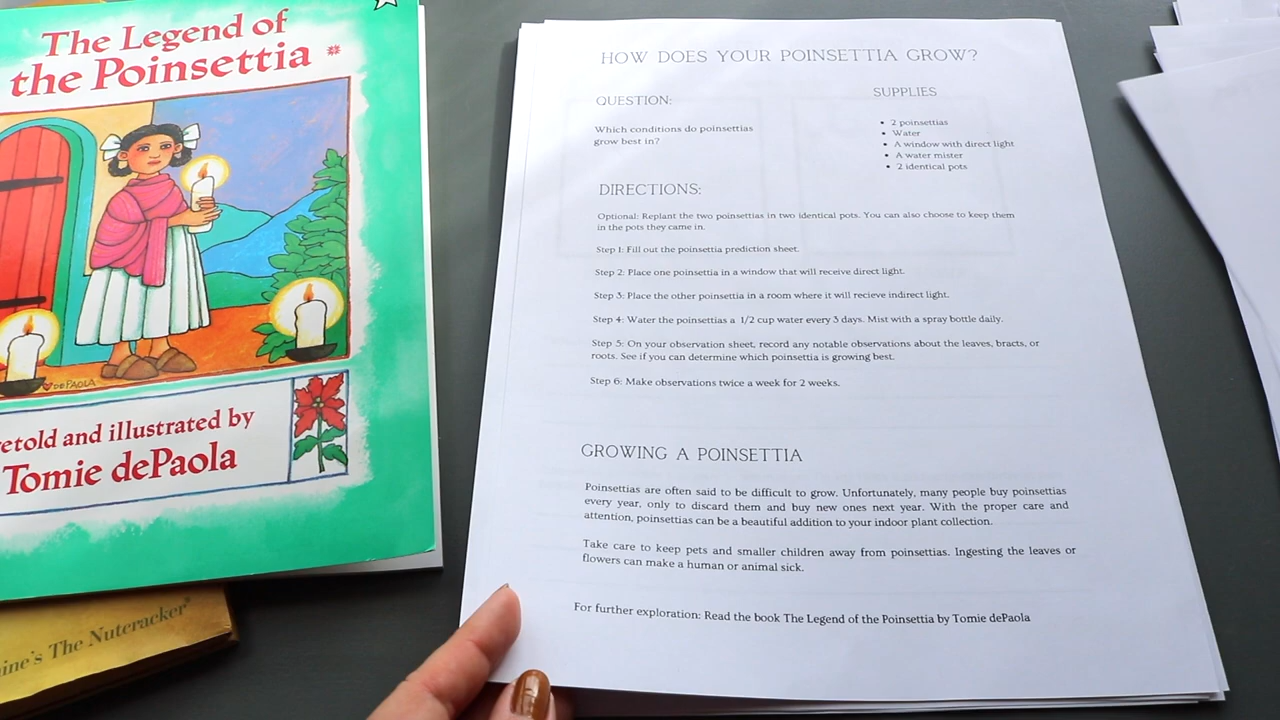 The Legend of
the Poinsettia
DEPAOLA
retold and illustrated by
Tomie dePaola
The Nutcracker
HOW DOES YOUR POINSETTIA GROW?
QUESTION:
Which conditions do poinsettias
grow best in?
SUPPLIES
• 2 poinsettias
• Water
• A window with direct light
• A water mister
• 2 identical pots
DIRECTIONS:
Optional: Replant the two poinsettias in two identical pots. You can also choose to keep them
in the pots they came in.
Step 1: Fill out the poinsettia prediction sheet.
Step 2: Place one poinsettia in a window that will receive direct light.
Step 3: Place the other poinsettia in a room where it will recieve indirect light.
Step 4: Water the poinsettias a 1/2 cup water every 3 days. Mist with a spray bottle daily.
Step 5: On your observation sheet, record any notable observations about the leaves, bracts, or
roots. See if you can determine which poinsettia is growing best.
Step 6: Make observations twice a week for 2 weeks.
GROWING A POINSETTIA
Poinsettias are often said to be difficult to grow. Unfortunately, many people buy poinsettias
every year, only to discard them and buy new ones next year. With the proper care and
attention, poinsettias can be a beautiful addition to your indoor plant collection.
Take care to keep pets and smaller children away from poinsettias. Ingesting the leaves or
flowers can make a human or animal sick.
For further exploration: Read the book The Legend of the Poinsettia by Tomie dePaola